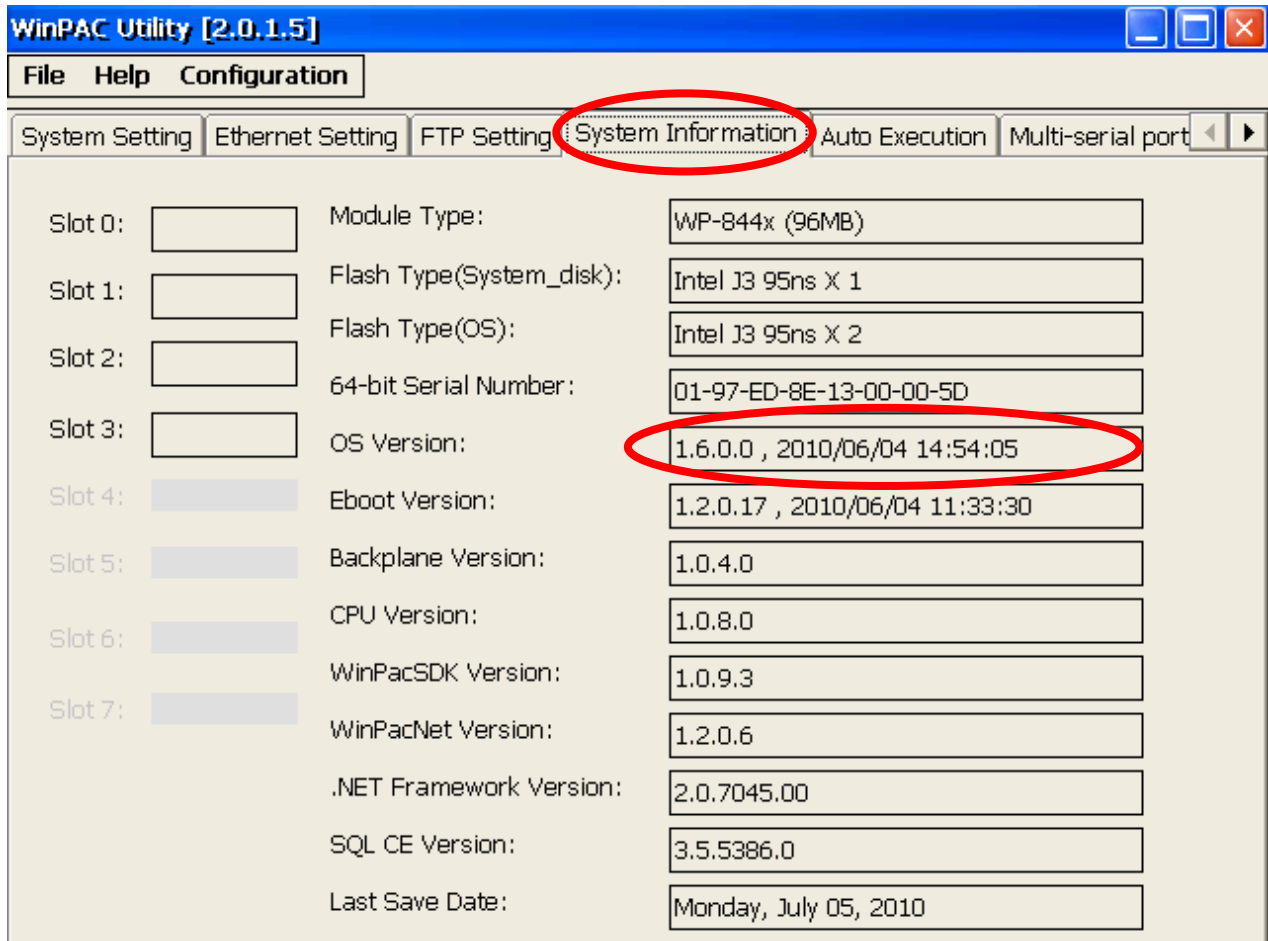 WinPAC Utility [2.0.1.5]
File Help Configuration
System Setting Ethernet Setting FTP Setting System Information Auto Execution Multi-serial port
Slot 0:
Module Type: WP-844x (96MB)
Slot 1:
Flash Type(System_disk): Intel J3 95ns X 1
Flash Type(OS): Intel J3 95ns X 2
Slot 2:
64-bit Serial Number: 01-97-ED-8E-13-00-00-5D
Slot 3:
OS Version: 1.6.0.0 , 2010/06/04 14:54:05
Slot 4:
Eboot Version: 1.2.0.17 , 2010/06/04 11:33:30
Slot 5:
Backplane Version: 1.0.4.0
CPU Version: 1.0.8.0
Slot 6:
WinPacSDK Version: 1.0.9.3
Slot 7:
WinPacNet Version: 1.2.0.6
.NET Framework Version: 2.0.7045.00
SQL CE Version: 3.5.5386.0
Last Save Date: Monday, July 05, 2010